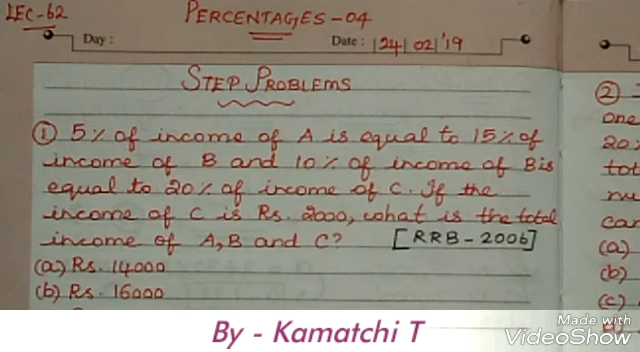 LEC-62
PERCENTAGES-04
Day :
Date : 24/02/'19
STEP PROBLEMS
① 5% of income of A is equal to 15% of
income of B and 10% of income of B is
equal to 20% of income of C. If the
income of C is Rs. 2000, what is the total
income of A, B and C? [RRB-2006]
(a) Rs. 14000
(b) Rs. 16000
②
one
20%
tot
nu
can
(a)
(b)
(c)
By - Kamatchi T
Made with
VideoShow